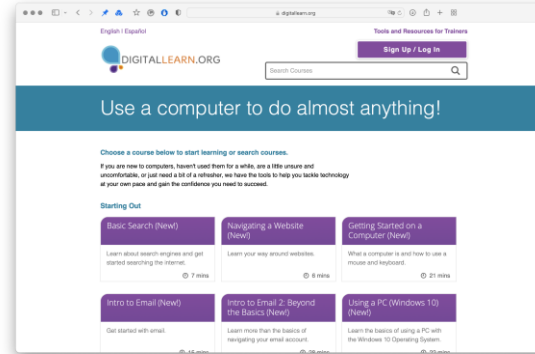 digitallearn.org
English | Español
Tools and Resources for Trainers
DIGITALLEARN.ORG
Sign Up / Log In
Search Courses
Use a computer to do almost anything!
Choose a course below to start learning or search courses.
If you are new to computers, haven't used them for a while, are a little unsure and
uncomfortable, or just need a bit of a refresher, we have the tools to help you tackle technology
at your own pace and gain the confidence you need to succeed.
Starting Out
Basic Search (New!)
Learn about search engines and get
started searching the internet.
7 mins
Navigating a Website
(New!)
Learn your way around websites.
6 mins
Getting Started on a
Computer (New!)
What a computer is and how to use a
mouse and keyboard.
21 mins
Intro to Email (New!)
Get started with email.
Intro to Email 2: Beyond
the Basics (New!)
Learn more than the basics of
navigating your email account.
Using a PC (Windows 10)
(New!)
Learn the basics of using a PC with
the Windows 10 Operating System.